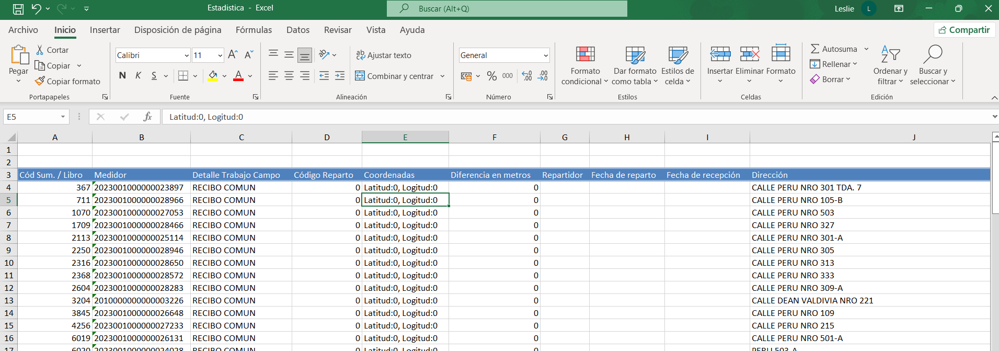 Estadistica - Excel
Buscar (Alt+Q)
Leslie L
Archivo Inicio Insertar Disposición de página Fórmulas Datos Revisar Vista Ayuda Compartir
Pegar
Cortar
Copiar
Copiar formato
Portapapeles
Calibri 11
N K S
Fuente
Ajustar texto
Combinar y centrar
Alineación
General
% 000
Número
Formato condicional
Dar formato como tabla
Estilos de celda
Estilos
Insertar Eliminar Formato
Celdas
Autosuma
Rellenar
Borrar
Ordenar y filtrar
Buscar y seleccionar
Edición
E5 fx Latitud:0, Logitud:0
A B C D E F G H I J
1
2
3 Cód Sum. / Libro Medidor Detalle Trabajo Campo Código Reparto Coordenadas Diferencia en metros Repartidor Fecha de reparto Fecha de recepción Dirección
4 367 2023001000000023897 RECIBO COMUN 0 Latitud:0, Logitud:0 0 CALLE PERU NRO 301 TDA. 7
5 711 2023001000000028966 RECIBO COMUN 0 Latitud:0, Logitud:0 0 CALLE PERU NRO 105-B
6 1070 2023001000000027053 RECIBO COMUN 0 Latitud:0, Logitud:0 0 CALLE PERU NRO 503
7 1709 2023001000000028466 RECIBO COMUN 0 Latitud:0, Logitud:0 0 CALLE PERU NRO 327
8 2113 2023001000000025114 RECIBO COMUN 0 Latitud:0, Logitud:0 0 CALLE PERU NRO 301-A
9 2250 2023001000000028946 RECIBO COMUN 0 Latitud:0, Logitud:0 0 CALLE PERU NRO 305
10 2316 2023001000000028650 RECIBO COMUN 0 Latitud:0, Logitud:0 0 CALLE PERU NRO 313
11 2368 2023001000000028572 RECIBO COMUN 0 Latitud:0, Logitud:0 0 CALLE PERU NRO 333
12 2604 2023001000000028283 RECIBO COMUN 0 Latitud:0, Logitud:0 0 CALLE PERU NRO 309-A
13 3204 2010000000000003226 RECIBO COMUN 0 Latitud:0, Logitud:0 0 CALLE DEAN VALDIVIA NRO 221
14 3845 2023001000000026648 RECIBO COMUN 0 Latitud:0, Logitud:0 0 CALLE PERU NRO 109
15 4256 2023001000000027233 RECIBO COMUN 0 Latitud:0, Logitud:0 0 CALLE PERU NRO 215
16 6019 2023001000000026131 RECIBO COMUN 0 Latitud:0, Logitud:0 0 CALLE PERU NRO 501-A